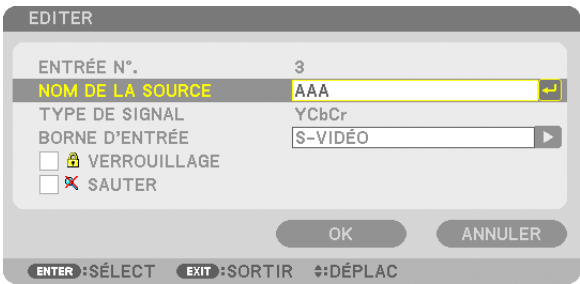 EDITER
ENTRÉE N°. 3
NOM DE LA SOURCE AAA
TYPE DE SIGNAL YCbCr
BORNE D'ENTRÉE S-VIDÉO
VERROUILLAGE
SAUTER
OK ANNULER
ENTER:SÉLECT EXIT:SORTIR :DÉPLAC